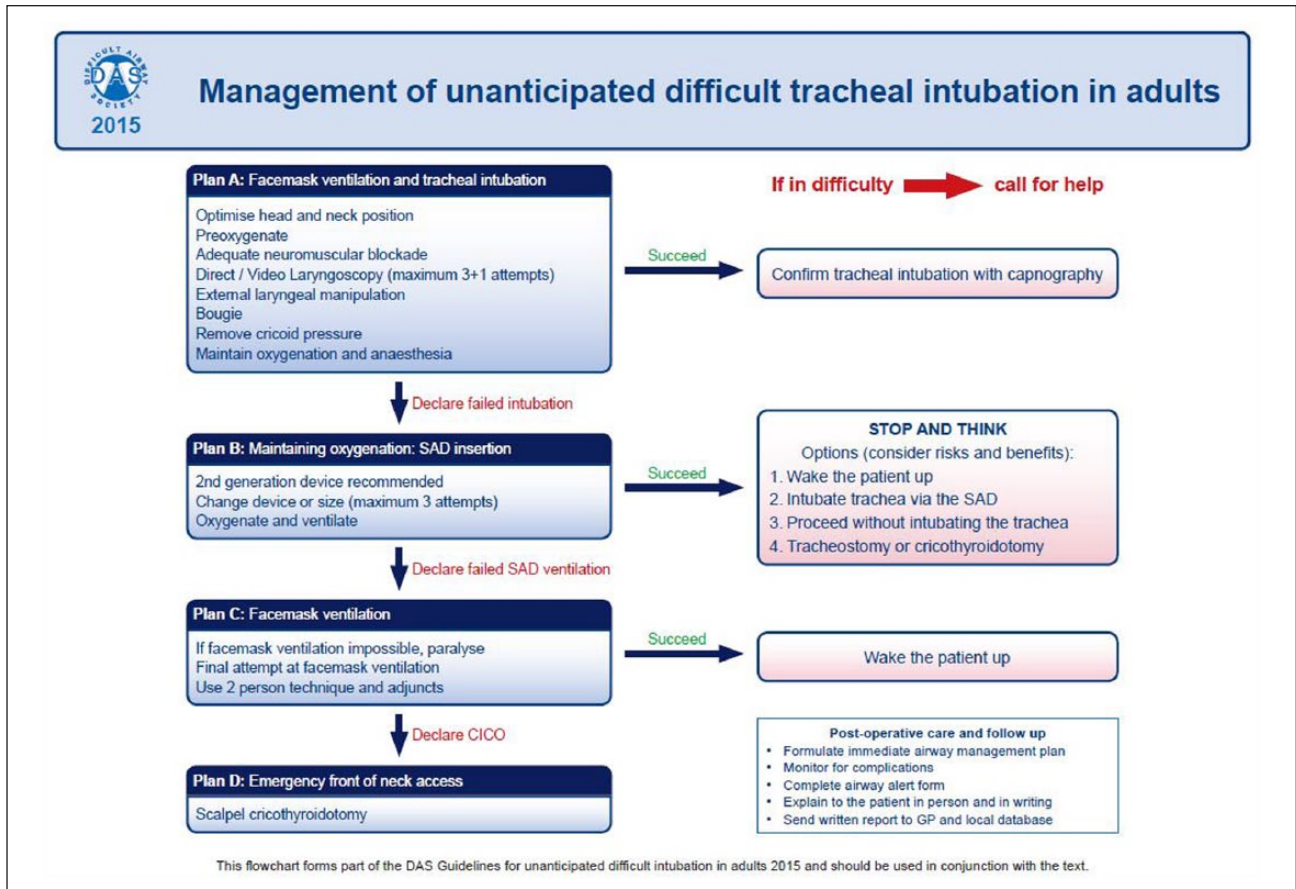 DIFFICULT AIRWAY SOCIETY
DAS
2015
Management of unanticipated difficult tracheal intubation in adults
Plan A: Facemask ventilation and tracheal intubation
Optimise head and neck position
Preoxygenate
Adequate neuromuscular blockade
Direct / Video Laryngoscopy (maximum 3+1 attempts)
External laryngeal manipulation
Bougie
Remove cricoid pressure
Maintain oxygenation and anaesthesia
If in difficulty call for help
Succeed
Confirm tracheal intubation with capnography
Declare failed intubation
Plan B: Maintaining oxygenation: SAD insertion
2nd generation device recommended
Change device or size (maximum 3 attempts)
Oxygenate and ventilate
Succeed
STOP AND THINK
Options (consider risks and benefits):
1. Wake the patient up
2. Intubate trachea via the SAD
3. Proceed without intubating the trachea
4. Tracheostomy or cricothyroidotomy
Declare failed SAD ventilation
Plan C: Facemask ventilation
If facemask ventilation impossible, paralyse
Final attempt at facemask ventilation
Use 2 person technique and adjuncts
Succeed
Wake the patient up
Declare CICO
Plan D: Emergency front of neck access
Scalpel cricothyroidotomy
Post-operative care and follow up
• Formulate immediate airway management plan
• Monitor for complications
• Complete airway alert form
• Explain to the patient in person and in writing
• Send written report to GP and local database
This flowchart forms part of the DAS Guidelines for unanticipated difficult intubation in adults 2015 and should be used in conjunction with the text.